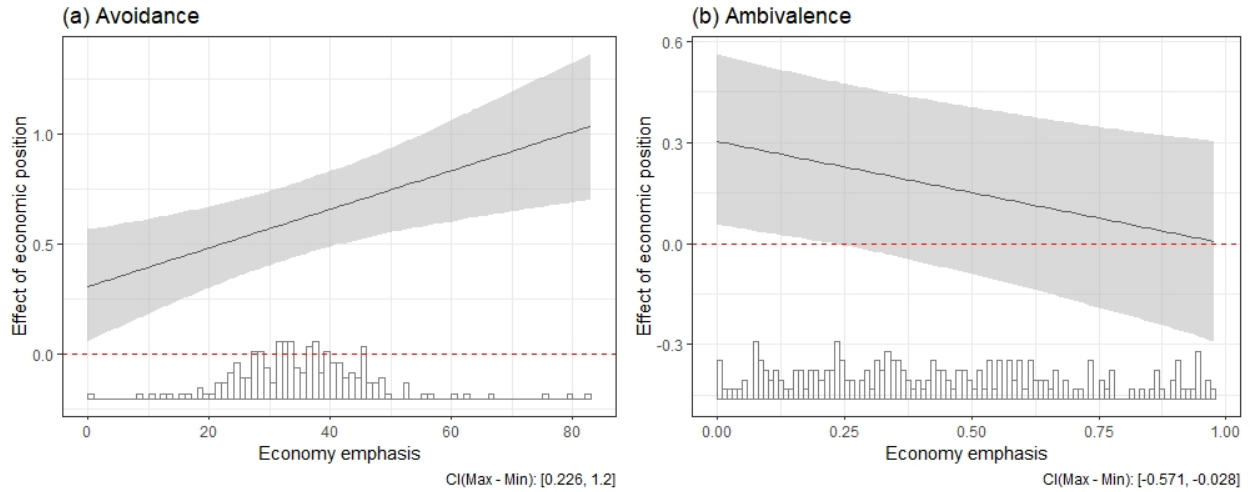 (a) Avoidance
Effect of economic position
1.0
0.5
0.0
0
20
40
60
80
Economy emphasis
CI(Max - Min): [0.226, 1.2]
(b) Ambivalence
Effect of economic position
0.6
0.3
0.0
-0.3
0.00
0.25
0.50
0.75
1.00
Economy emphasis
CI(Max - Min): [-0.571, -0.028]